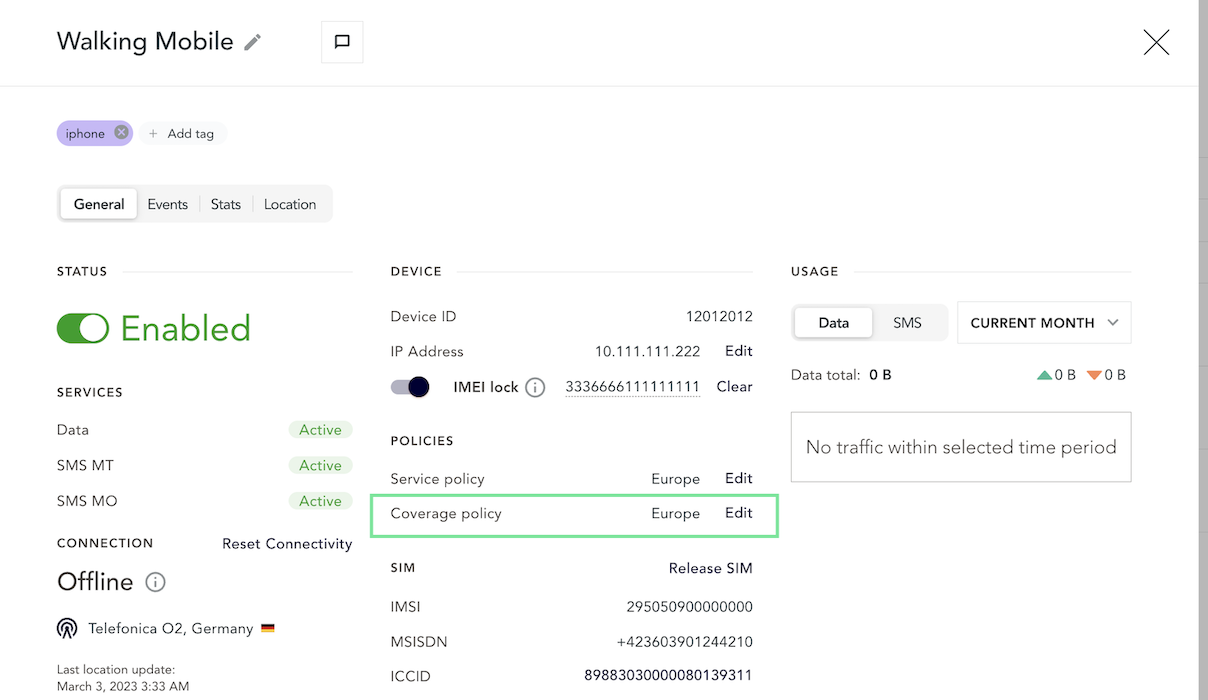 Walking Mobile
iphone
+ Add tag
General Events Stats Location
STATUS
Enabled
SERVICES
Data Active
SMS MT Active
SMS MO Active
CONNECTION Reset Connectivity
Offline
Telefonica O2, Germany
Last location update:
March 3, 2023 3:33 AM
DEVICE
Device ID 12012012
IP Address 10.111.111.222 Edit
IMEI lock 3336666111111111 Clear
POLICIES
Service policy Europe Edit
Coverage policy Europe Edit
SIM Release SIM
IMSI 295050900000000
MSISDN +423603901244210
ICCID 89883030000080139311
USAGE
Data SMS CURRENT MONTH
Data total: 0 B 0 B 0 B
No traffic within selected time period